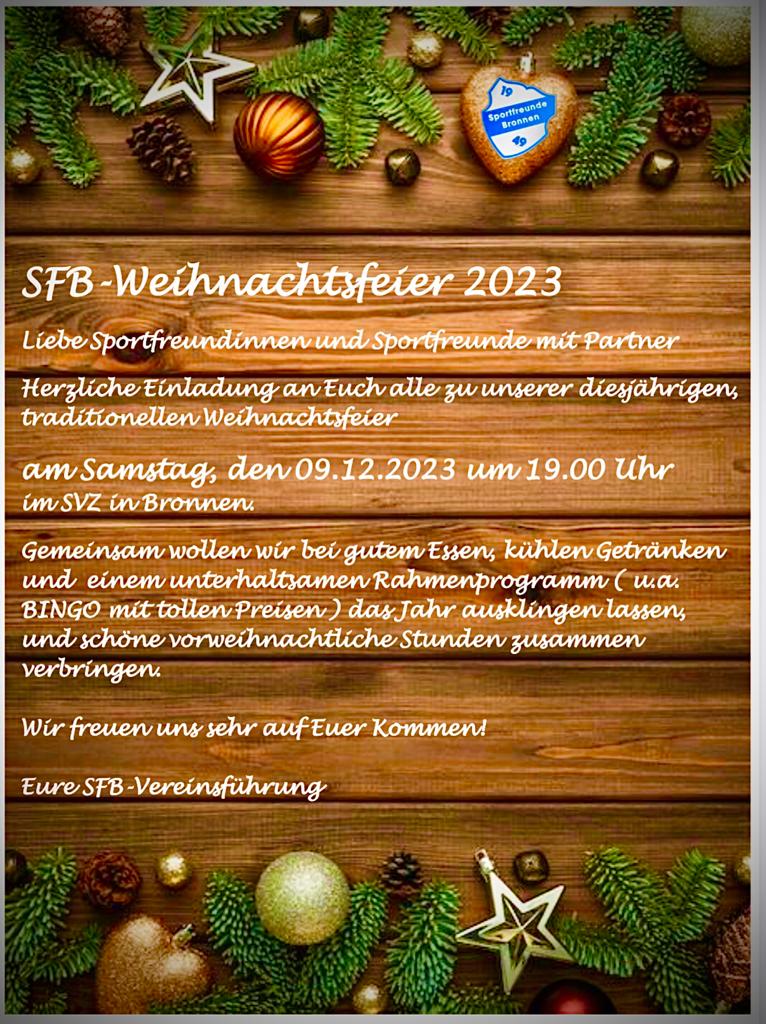 19
Sportfreunde
Bronnen
49
SFB-Weihnachtsfeier 2023
Liebe Sportfreundinnen und Sportfreunde mit Partner
Herzliche Einladung an Euch alle zu unserer diesjährigen,
traditionellen Weihnachtsfeier
am Samstag, den 09.12.2023 um 19.00 Uhr
im SVZ in Bronnen.
Gemeinsam wollen wir bei gutem Essen, kühlen Getränken
und einem unterhaltsamen Rahmenprogramm ( u.a.
BINGO mit tollen Preisen ) das Jahr ausklingen lassen,
und schöne vorweihnachtliche Stunden zusammen
verbringen.
Wir freuen uns sehr auf Euer Kommen!
Eure SFB-Vereinsführung